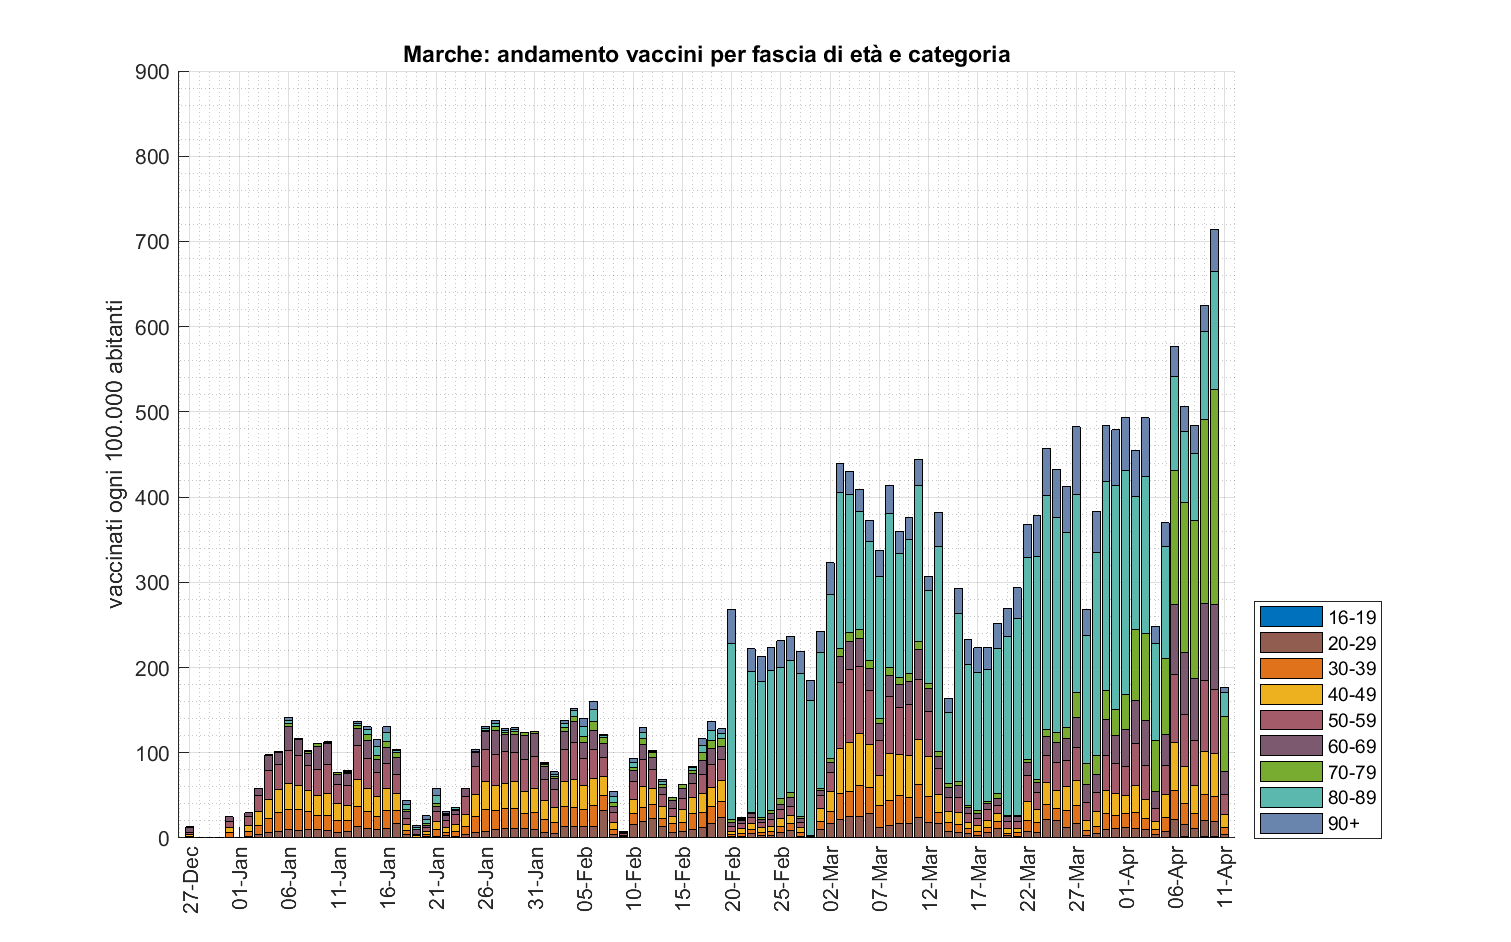 Marche: andamento vaccini per fascia di età e categoria
vaccinati ogni 100.000 abitanti
900
800
700
600
500
400
300
200
100
0
27-Dec
01-Jan
06-Jan
11-Jan
16-Jan
21-Jan
26-Jan
31-Jan
05-Feb
10-Feb
15-Feb
20-Feb
25-Feb
02-Mar
07-Mar
12-Mar
17-Mar
22-Mar
27-Mar
01-Apr
06-Apr
11-Apr
16-19
20-29
30-39
40-49
50-59
60-69
70-79
80-89
90+